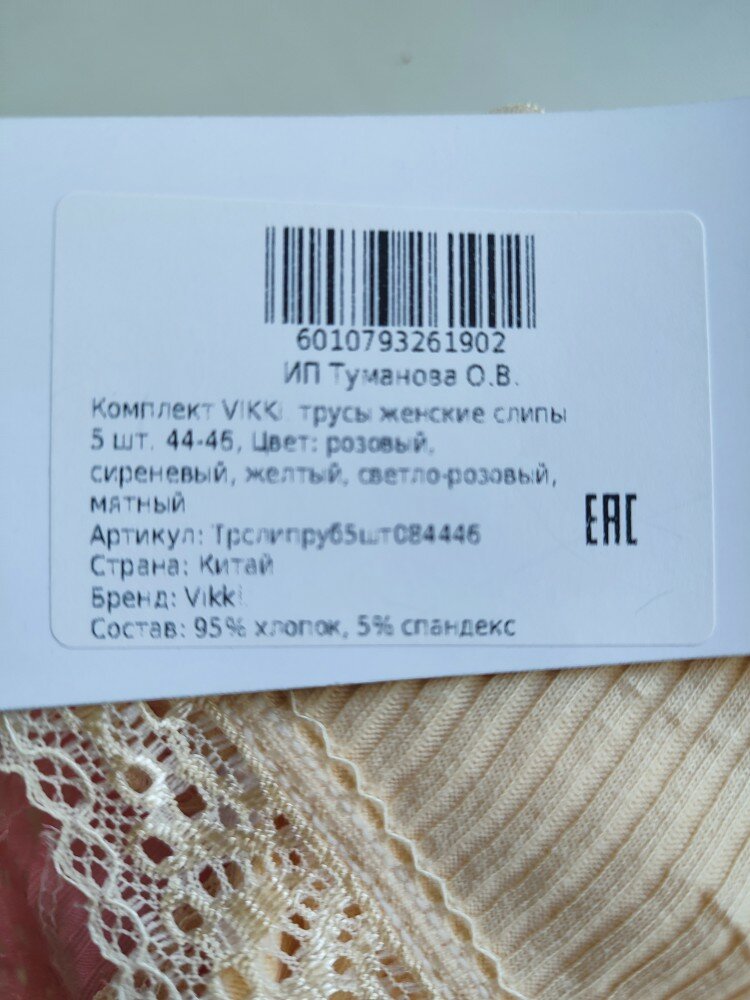 6010793261902
ИП Туманова О.В.
Комплект VIKKI трусы женские слипы
5 шт. 44-46, Цвет: розовый,
сиреневый, желтый, светло-розовый,
мятный
Артикул: Трслипруб5шт084446
EAC
Страна: Китай
Бренд: Vikki
Состав: 95% хлопок, 5% спандекс